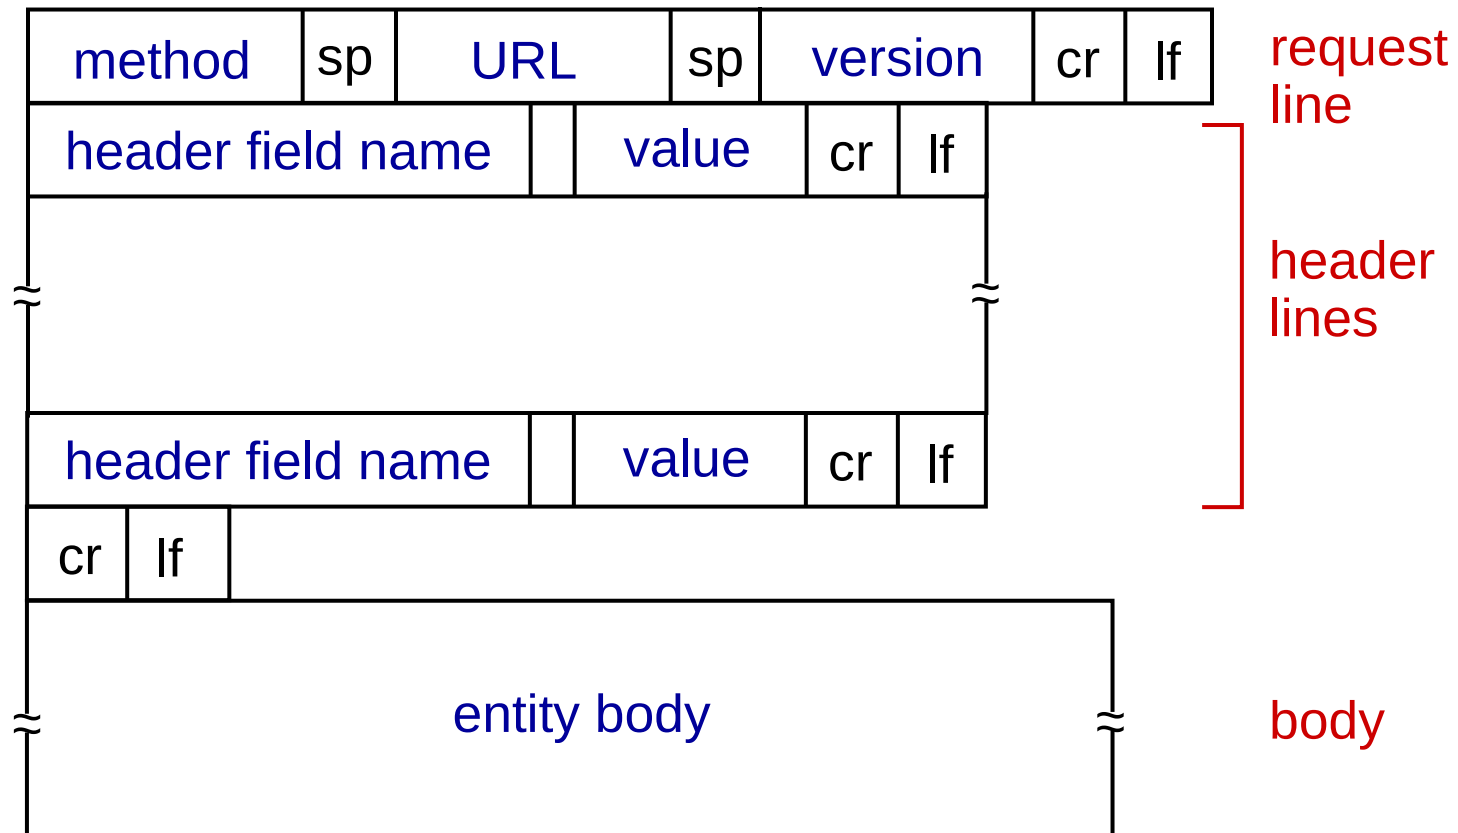 method sp URL sp version cr lf
request
line
header field name value cr lf
header
lines
header field name value cr lf
cr lf
entity body
body